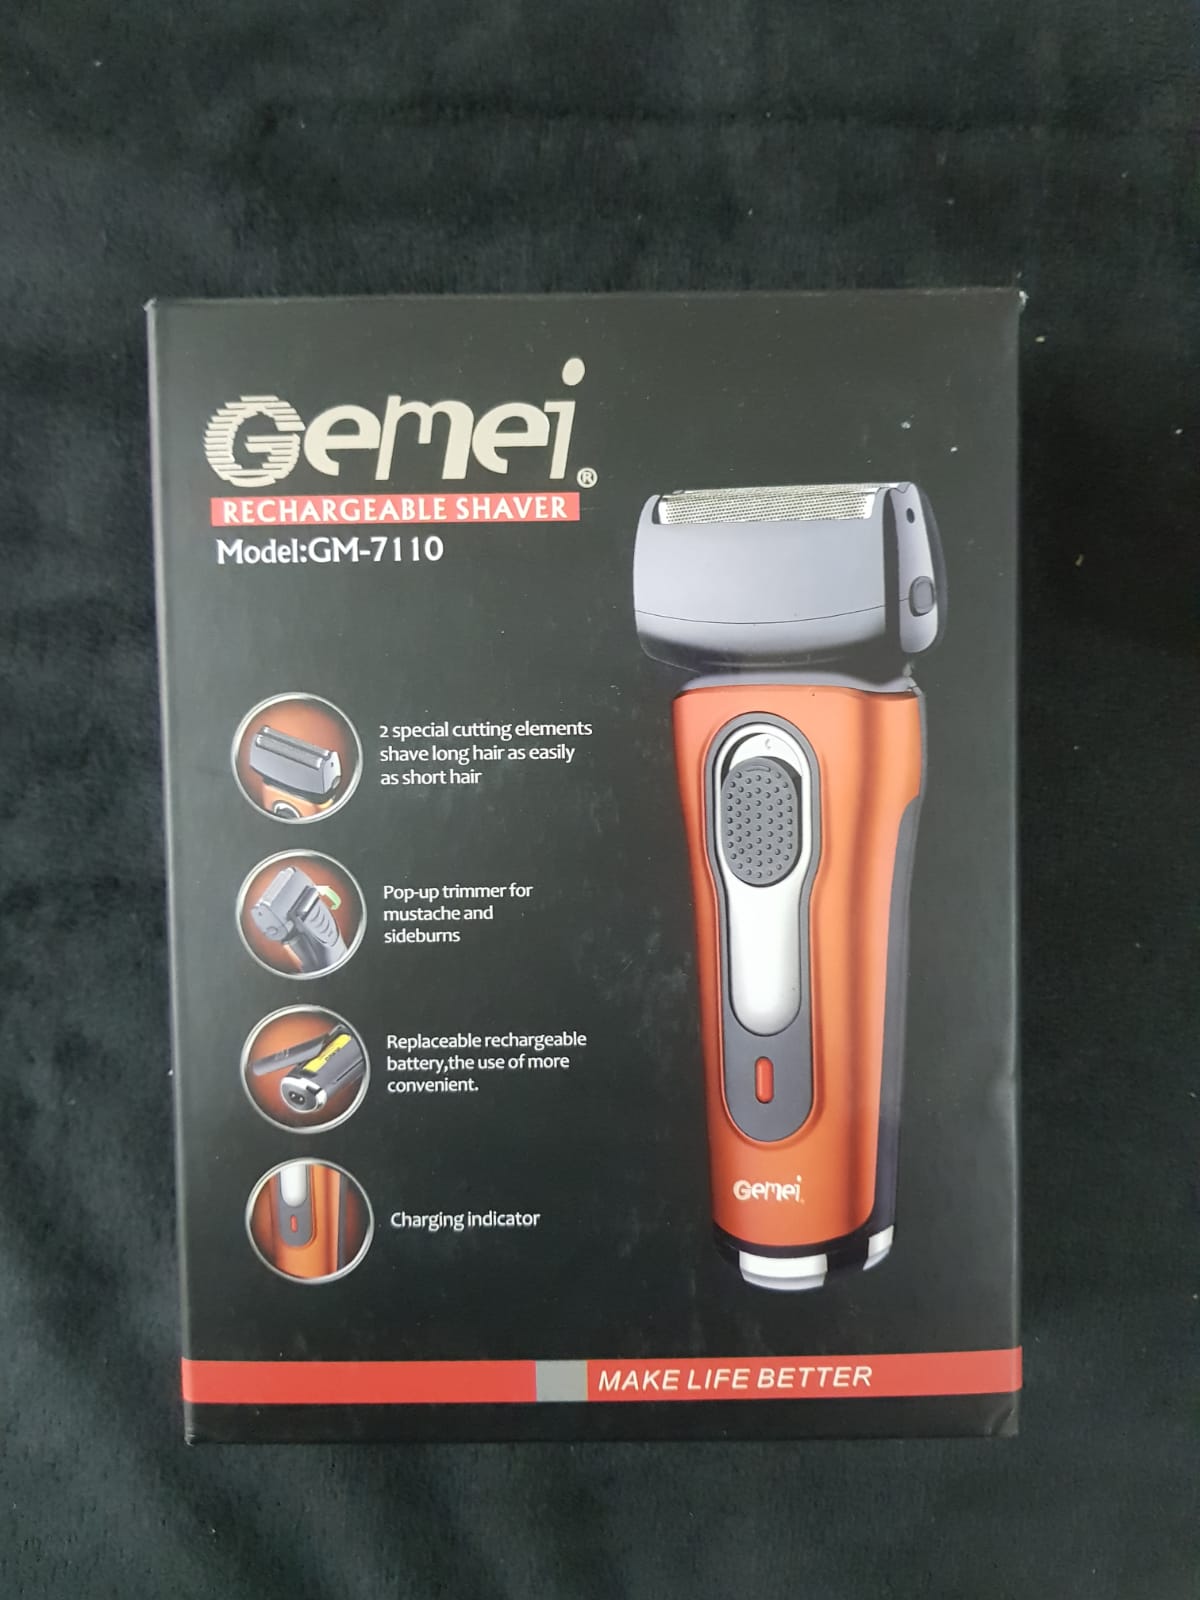 Gemei®
RECHARGEABLE SHAVER
Model:GM-7110
2 special cutting elements
shave long hair as easily
as short hair
Pop-up trimmer for
mustache and
sideburns
Replaceable rechargeable
battery,the use of more
convenient.
Charging indicator
Gemei
MAKE LIFE BETTER